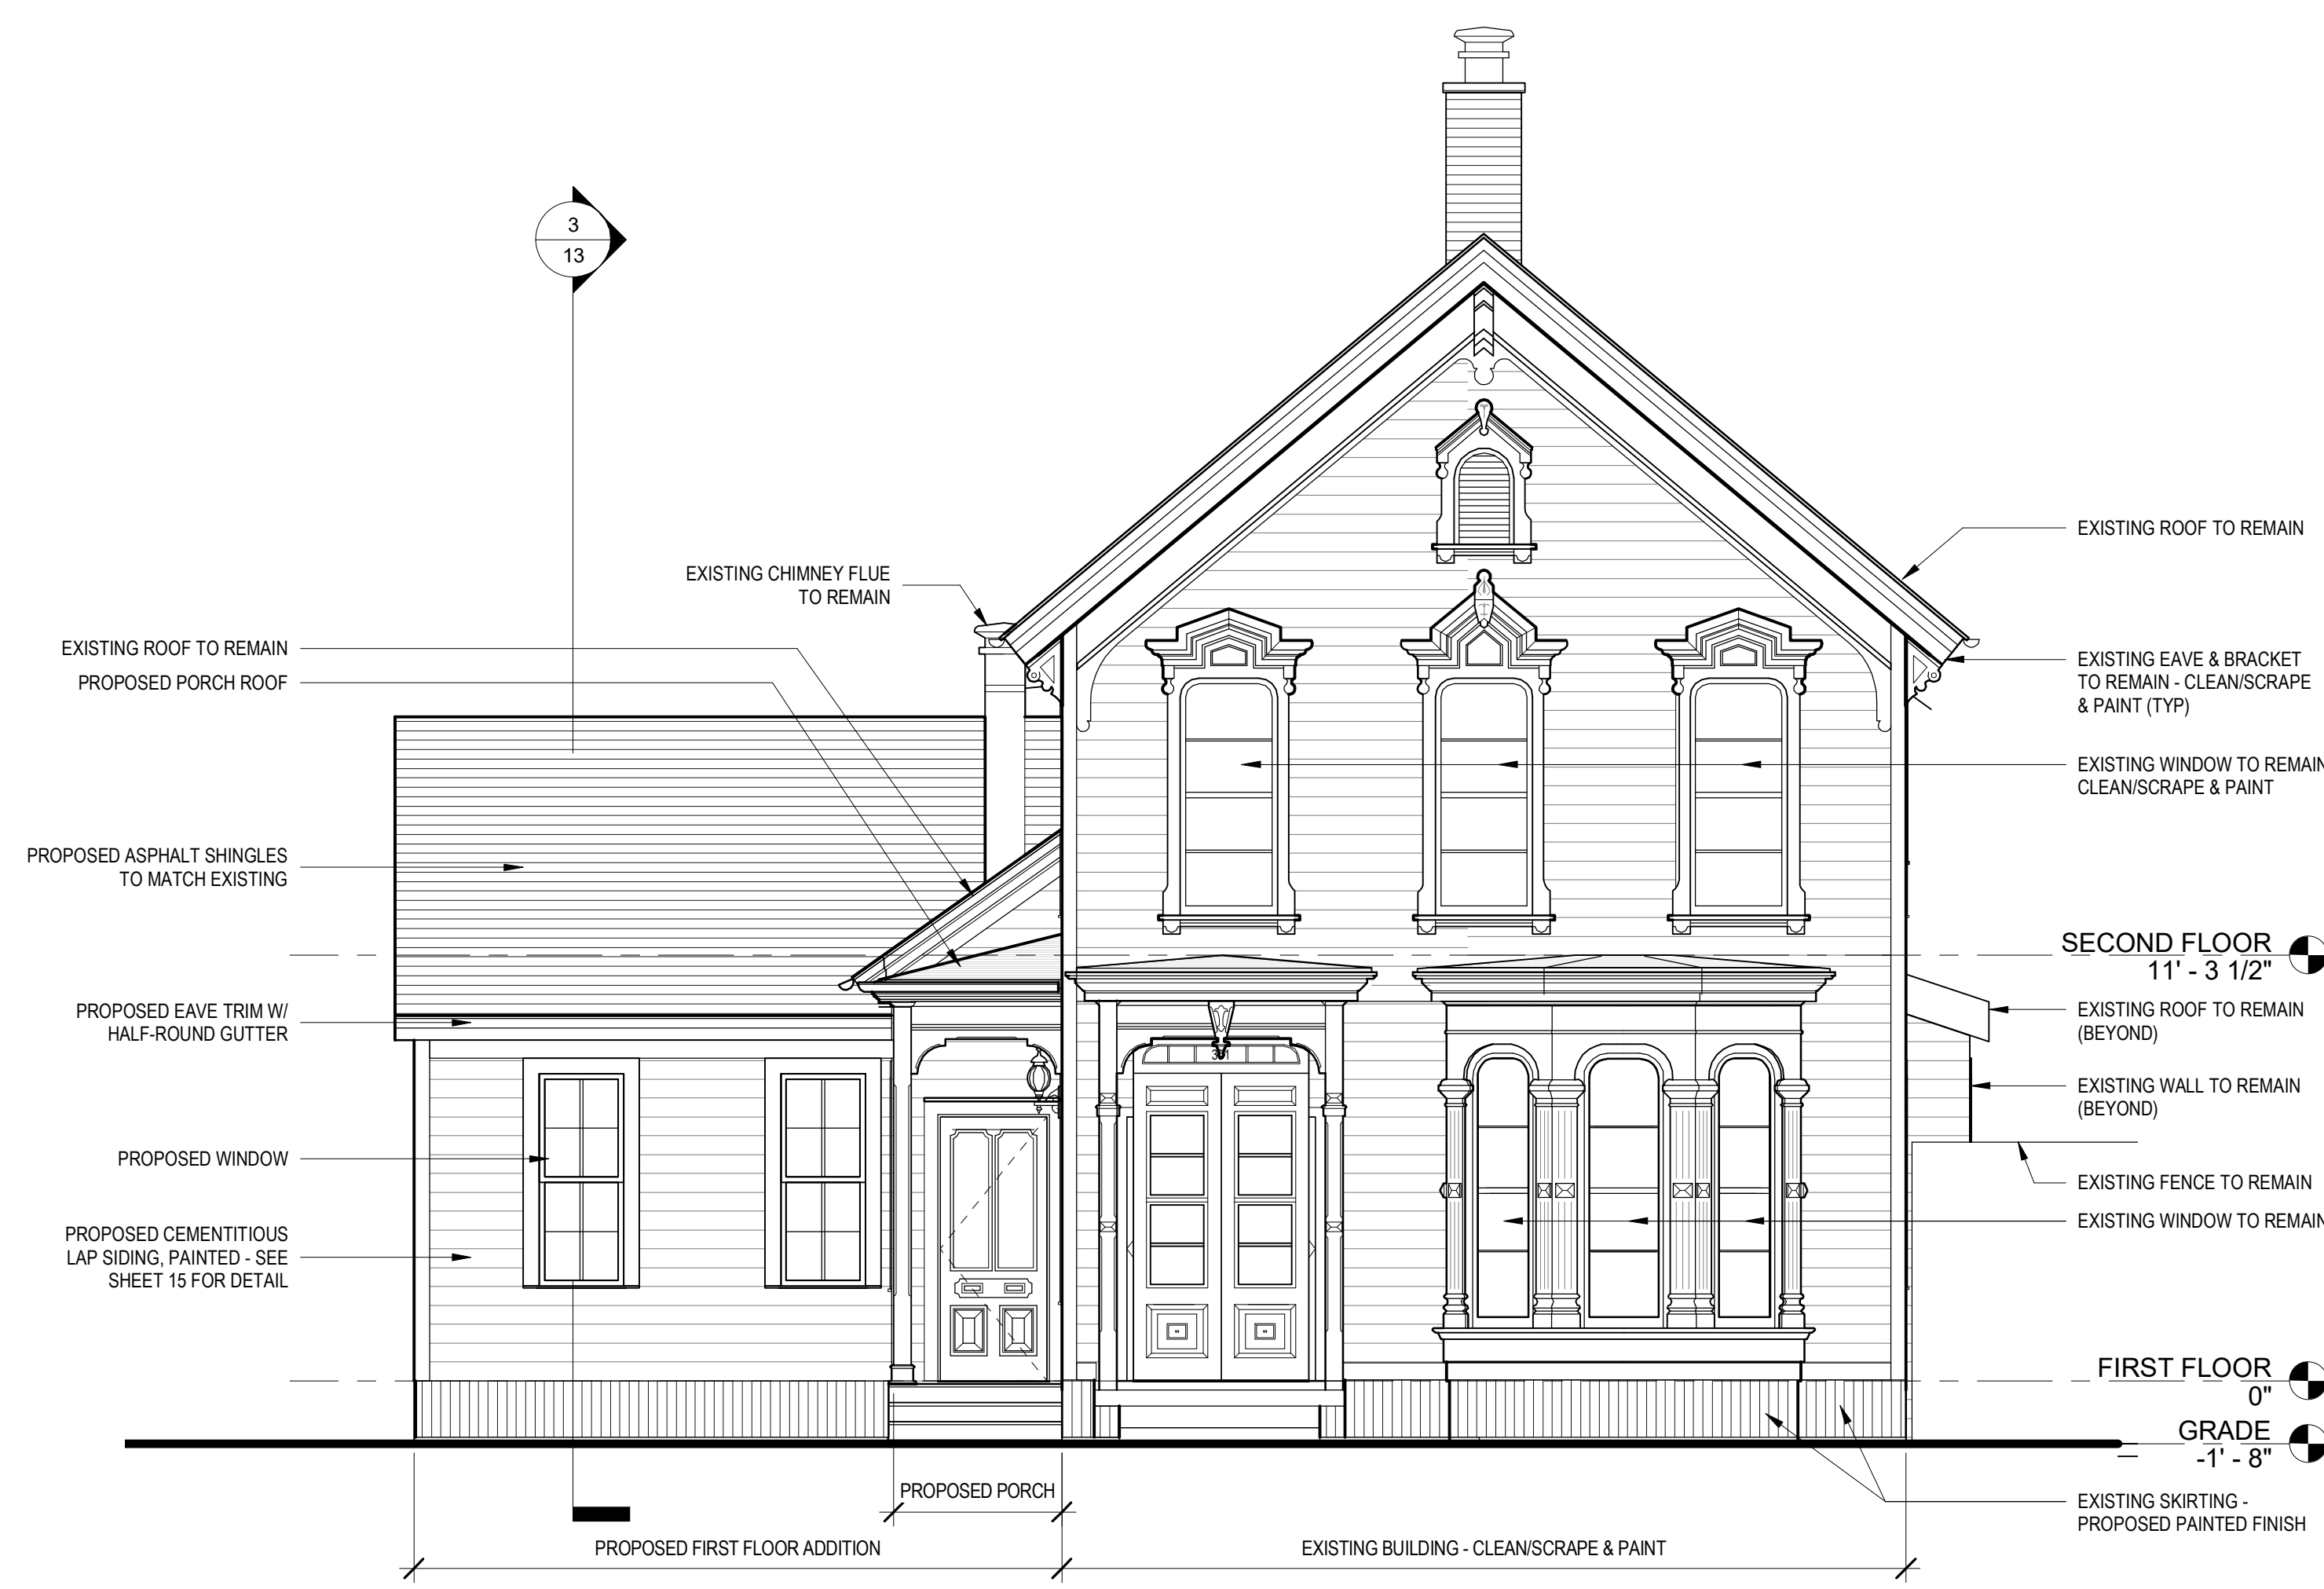 3
13
EXISTING CHIMNEY FLUE
TO REMAIN
EXISTING ROOF TO REMAIN
PROPOSED PORCH ROOF
PROPOSED ASPHALT SHINGLES
TO MATCH EXISTING
PROPOSED EAVE TRIM W/
HALF-ROUND GUTTER
PROPOSED WINDOW
PROPOSED CEMENTITIOUS
LAP SIDING, PAINTED - SEE
SHEET 15 FOR DETAIL
EXISTING ROOF TO REMAIN
EXISTING EAVE & BRACKET
TO REMAIN - CLEAN/SCRAPE
& PAINT (TYP)
EXISTING WINDOW TO REMAIN
CLEAN/SCRAPE & PAINT
SECOND FLOOR
11' - 3 1/2"
EXISTING ROOF TO REMAIN
(BEYOND)
EXISTING WALL TO REMAIN
(BEYOND)
EXISTING FENCE TO REMAIN
EXISTING WINDOW TO REMAIN
FIRST FLOOR
0"
GRADE
-1' - 8"
EXISTING SKIRTING -
PROPOSED PAINTED FINISH
PROPOSED PORCH
PROPOSED FIRST FLOOR ADDITION
EXISTING BUILDING - CLEAN/SCRAPE & PAINT